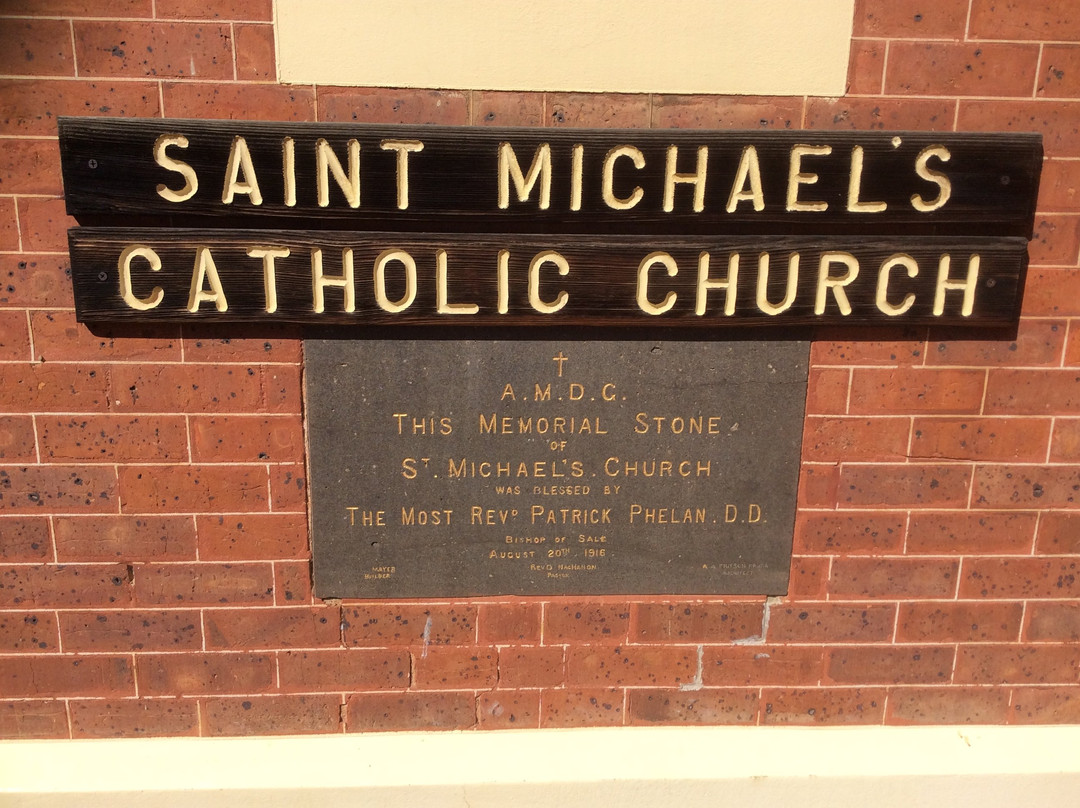 SAINT MICHAEL'S
CATHOLIC CHURCH
A.M.D.G.
THIS MEMORIAL STONE
OF
ST. MICHAEL'S. CHURCH
WAS BLESSED BY
THE MOST REVD PATRICK PHELAN. D.D.
BISHOP OF SALE
AUGUST 20TH. 1916.
MAYER
BUILDER
PASTOR